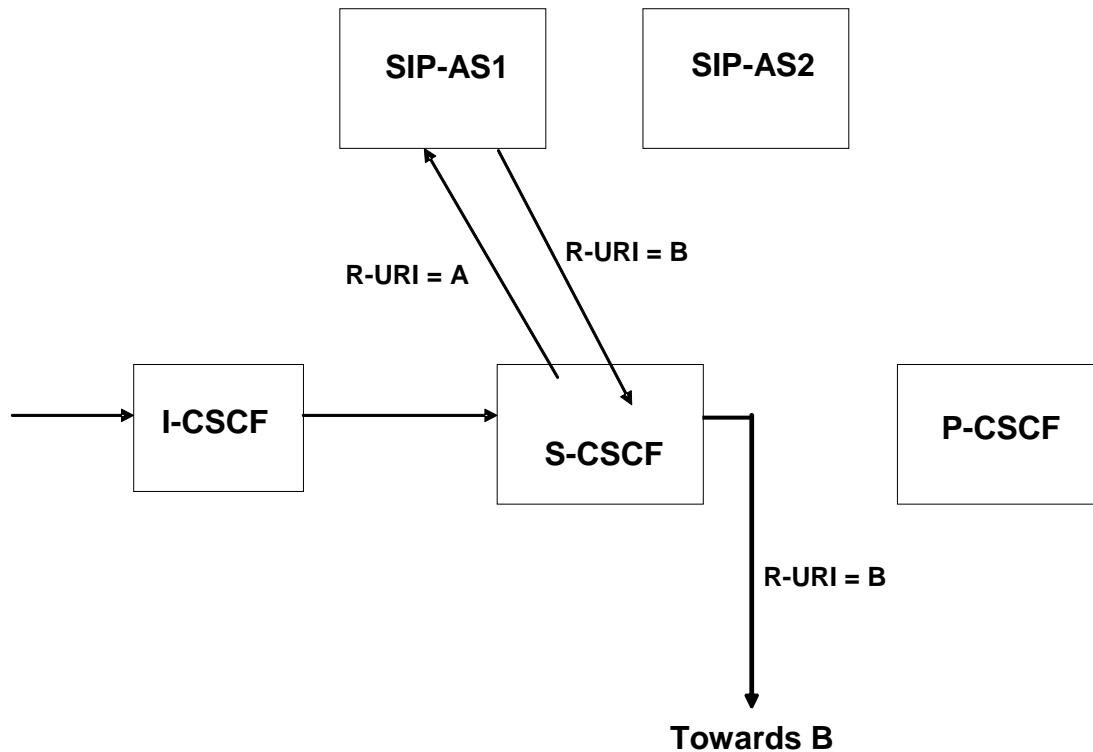 SIP-AS1
SIP-AS2
R-URI = B
R-URI = A
I-CSCF
S-CSCF
P-CSCF
R-URI = B
Towards B